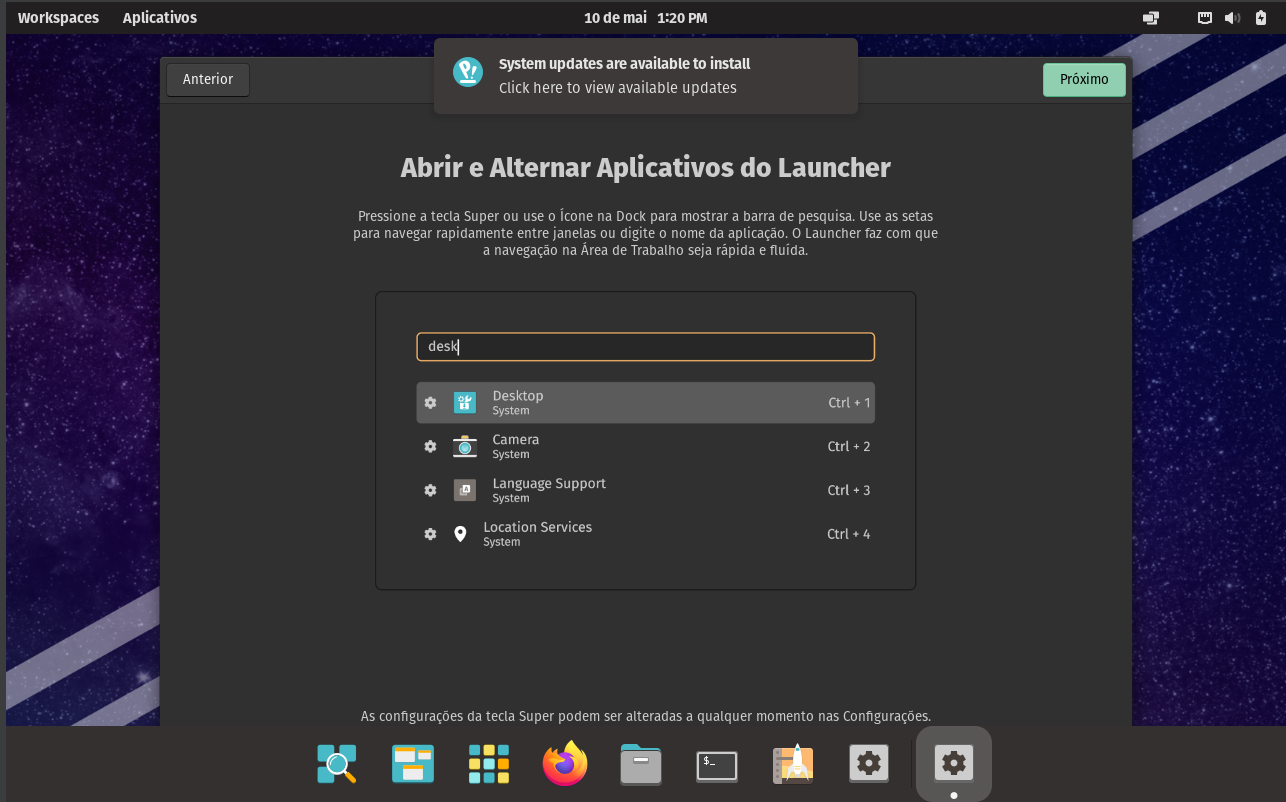 Workspaces Aplicativos 10 de mai 1:20 PM
System updates are available to install
Click here to view available updates
Anterior Próximo
Abrir e Alternar Aplicativos do Launcher
Pressione a tecla Super ou use o Ícone na Dock para mostrar a barra de pesquisa. Use as setas
para navegar rapidamente entre janelas ou digite o nome da aplicação. O Launcher faz com que
a navegação na Área de Trabalho seja rápida e fluída.
desk
Desktop Ctrl + 1
System
Camera Ctrl + 2
System
Language Support Ctrl + 3
System
Location Services Ctrl + 4
System
As configurações da tecla Super podem ser alteradas a qualquer momento nas Configurações.
$_